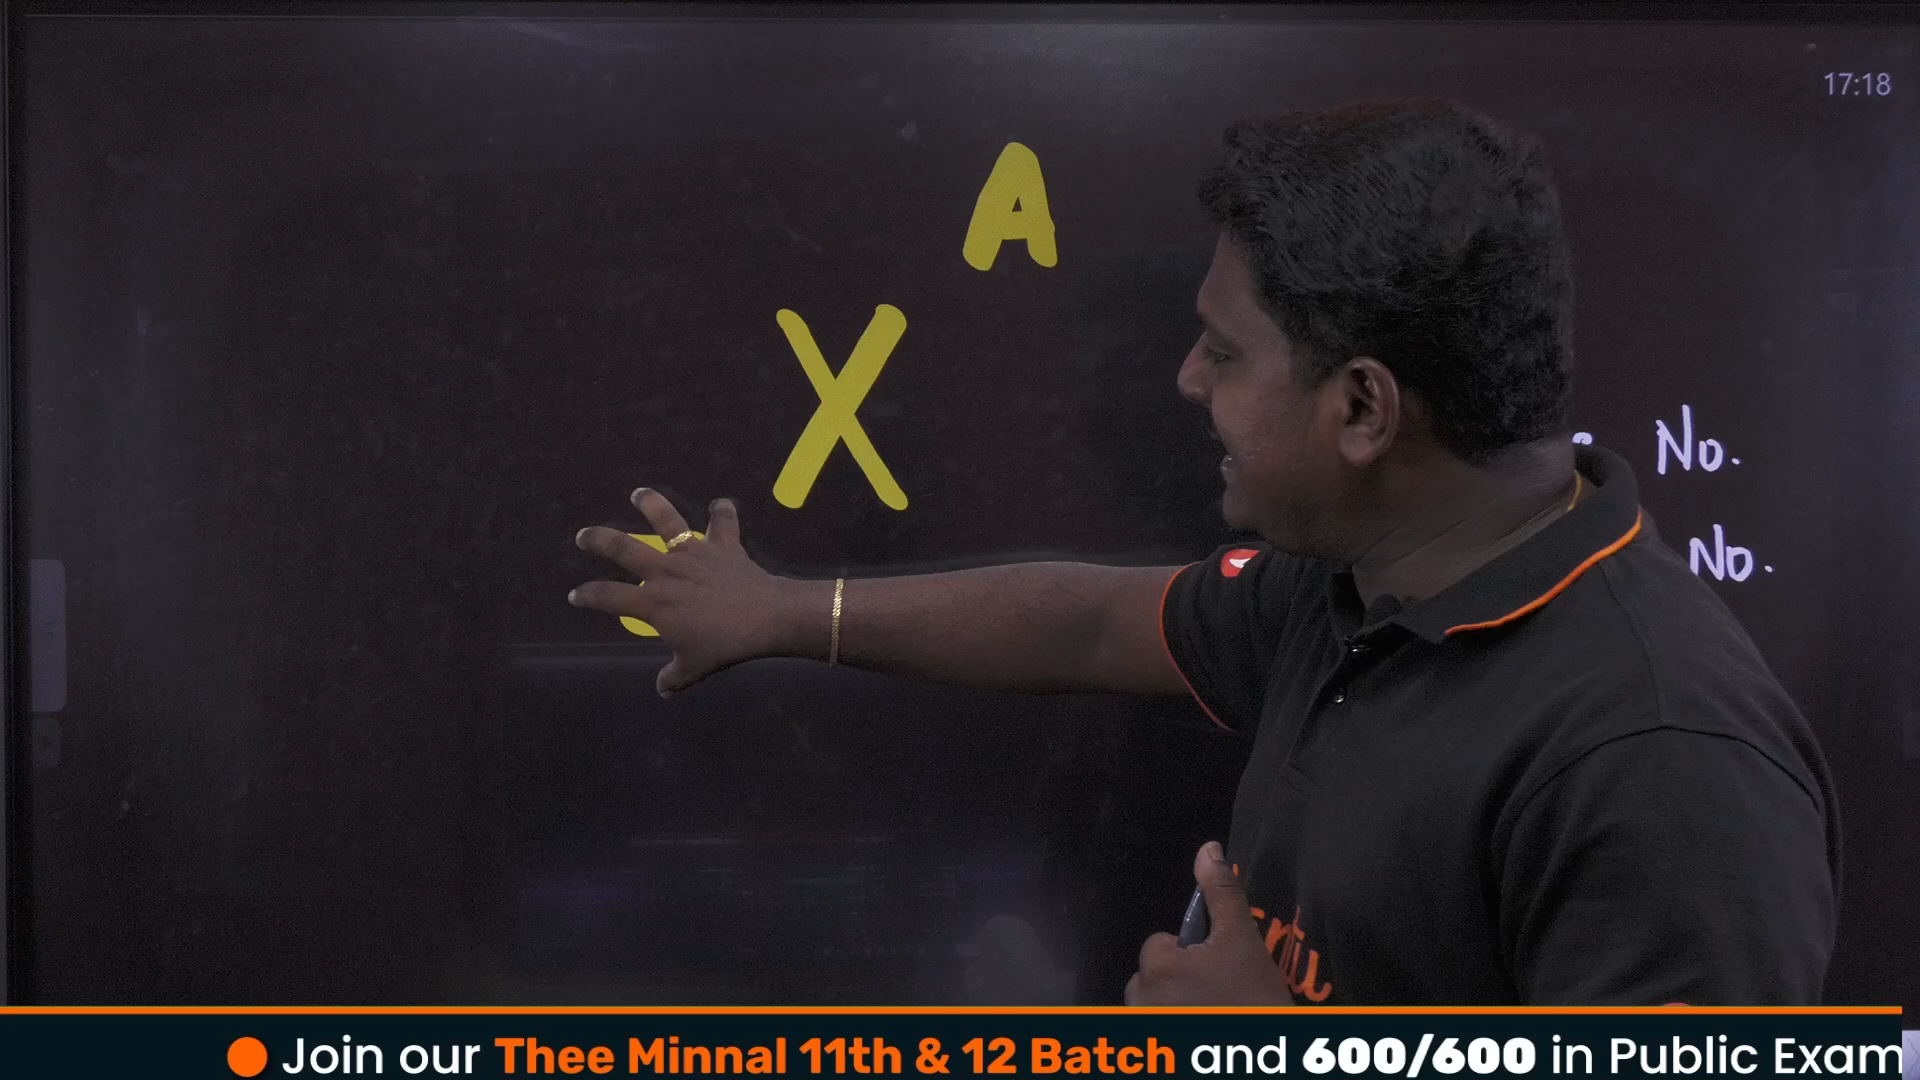 17:18
A
X
No.
No.
Join our Thee Minnal 11th & 12 Batch and 600/600 in Public Exam